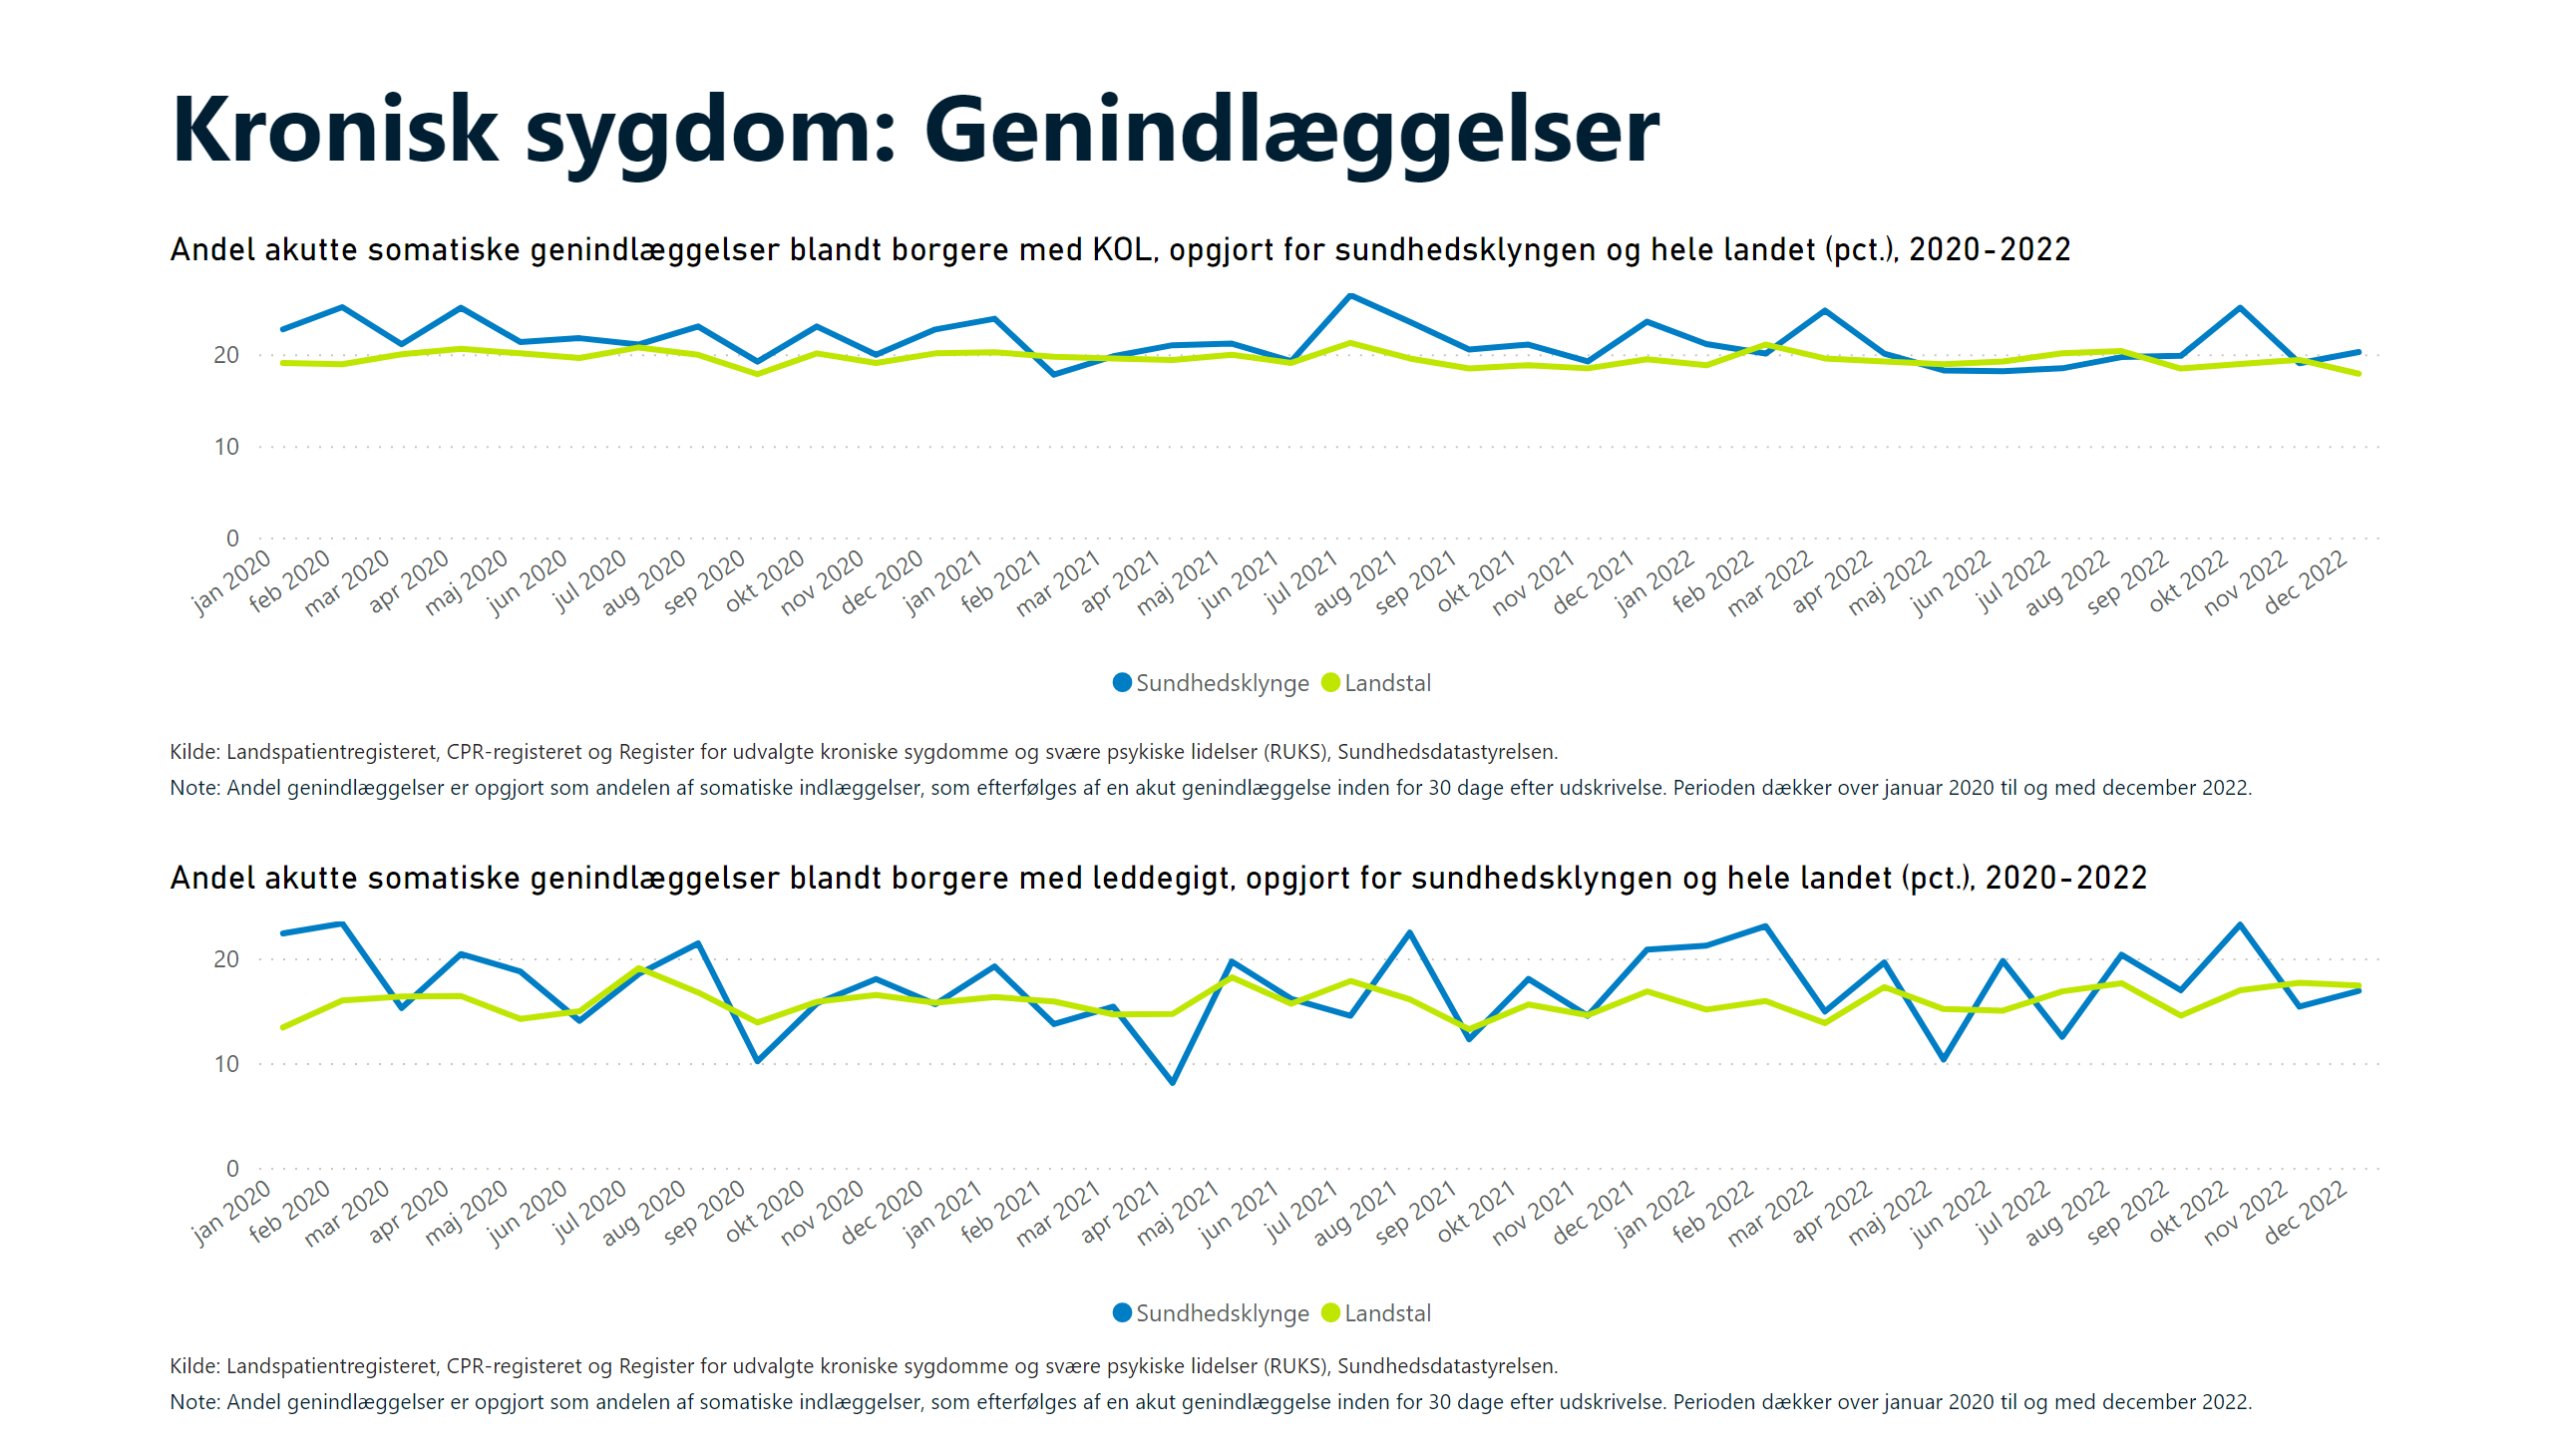 Kronisk sygdom: Genindlæggelser
Andel akutte somatiske genindlæggelser blandt borgere med KOL, opgjort for sundhedsklyngen og hele landet (pct.), 2020-2022
20
10
0
jan 2020 feb 2020 mar 2020 apr 2020 maj 2020 jun 2020 jul 2020 aug 2020 sep 2020 okt 2020 nov 2020 dec 2020 jan 2021 feb 2021 mar 2021 apr 2021 maj 2021 jun 2021 jul 2021 aug 2021 sep 2021 okt 2021 nov 2021 dec 2021 jan 2022 feb 2022 mar 2022 apr 2022 maj 2022 jun 2022 jul 2022 aug 2022 sep 2022 okt 2022 nov 2022 dec 2022
Sundhedsklynge Landstal
Kilde: Landspatientregisteret, CPR-registeret og Register for udvalgte kroniske sygdomme og svære psykiske lidelser (RUKS), Sundhedsdatastyrelsen.
Note: Andel genindlæggelser er opgjort som andelen af somatiske indlæggelser, som efterfølges af en akut genindlæggelse inden for 30 dage efter udskrivelse. Perioden dækker over januar 2020 til og med december 2022.
Andel akutte somatiske genindlæggelser blandt borgere med leddegigt, opgjort for sundhedsklyngen og hele landet (pct.), 2020-2022
20
10
0
jan 2020 feb 2020 mar 2020 apr 2020 maj 2020 jun 2020 jul 2020 aug 2020 sep 2020 okt 2020 nov 2020 dec 2020 jan 2021 feb 2021 mar 2021 apr 2021 maj 2021 jun 2021 jul 2021 aug 2021 sep 2021 okt 2021 nov 2021 dec 2021 jan 2022 feb 2022 mar 2022 apr 2022 maj 2022 jun 2022 jul 2022 aug 2022 sep 2022 okt 2022 nov 2022 dec 2022
Sundhedsklynge Landstal
Kilde: Landspatientregisteret, CPR-registeret og Register for udvalgte kroniske sygdomme og svære psykiske lidelser (RUKS), Sundhedsdatastyrelsen.
Note: Andel genindlæggelser er opgjort som andelen af somatiske indlæggelser, som efterfølges af en akut genindlæggelse inden for 30 dage efter udskrivelse. Perioden dækker over januar 2020 til og med december 2022.